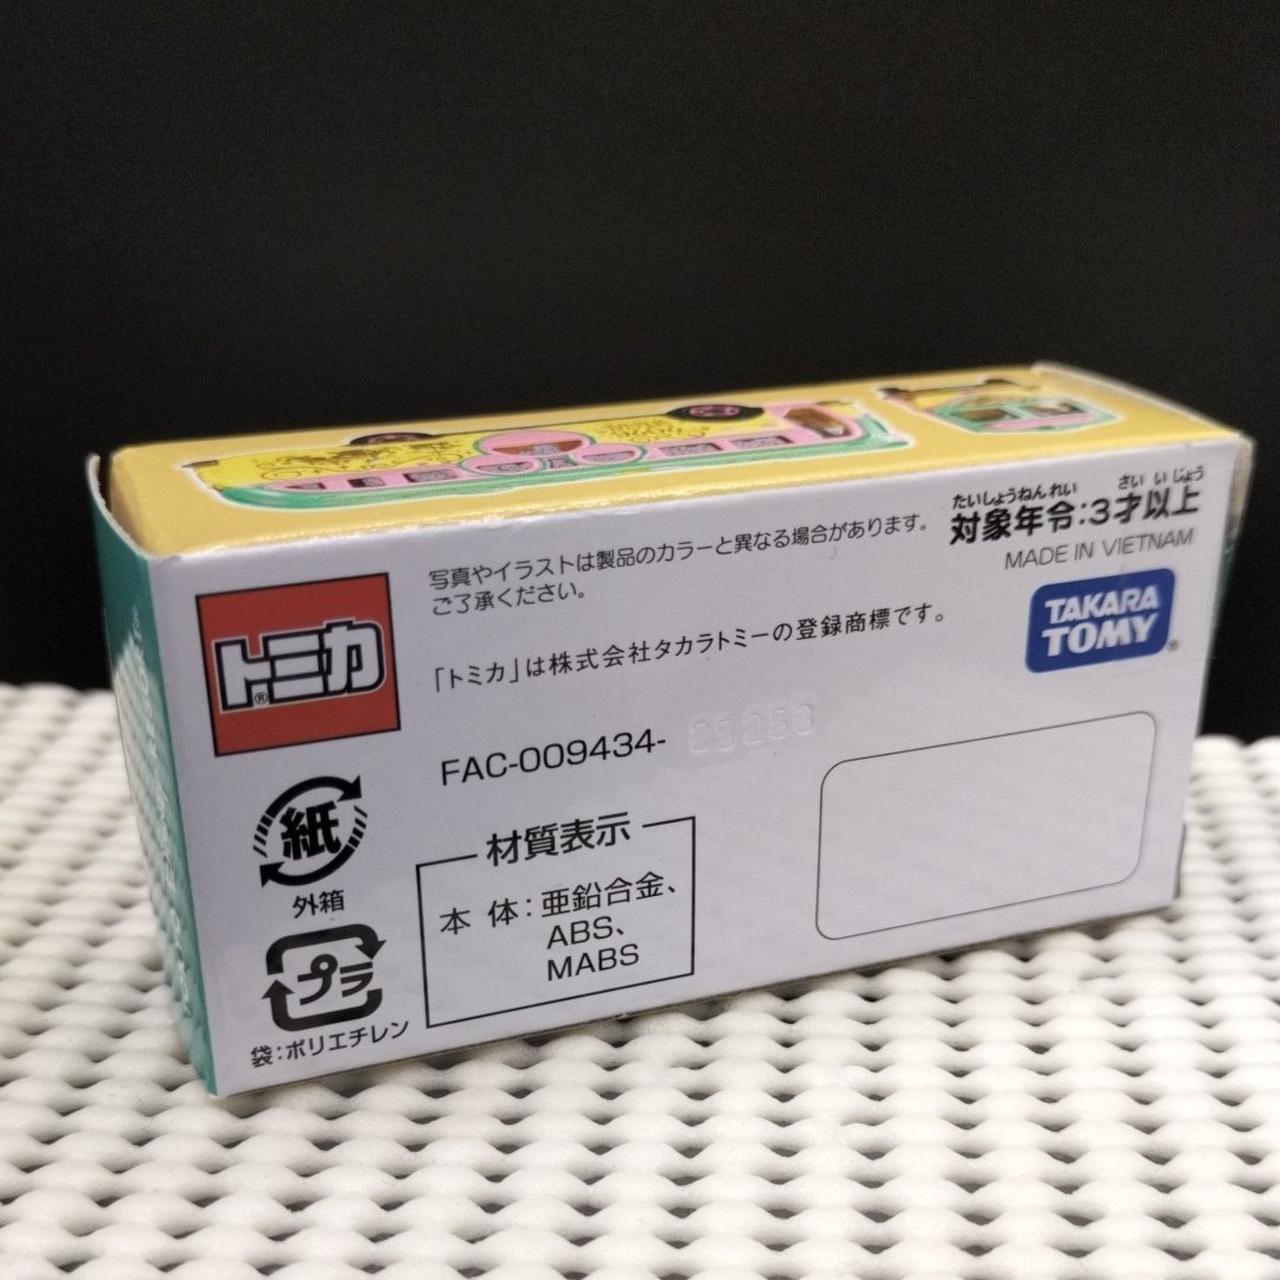 たいしょうねんれい さい いじょう
対象年令:3才以上
MADE IN VIETNAM
写真やイラストは製品のカラーと異なる場合があります。
ご了承ください。
TAKARA
TOMY®
トミカ®
「トミカ」は株式会社タカラトミーの登録商標です。
FAC-009434-
紙
外箱
プラ
袋:ポリエチレン
材質表示
本 体:亜鉛合金、
ABS、
MABS